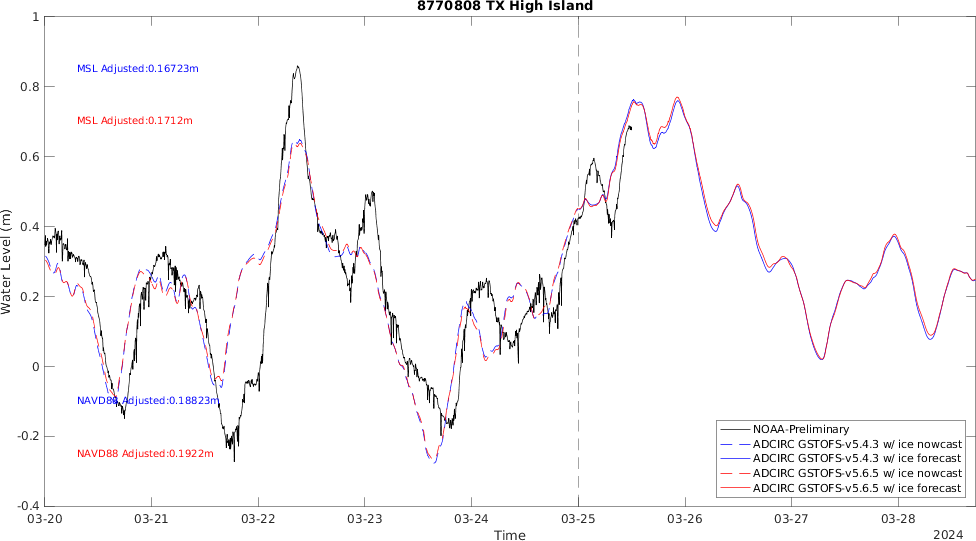 8770808 TX High Island
1
0.8
0.6
0.4
0.2
0
-0.2
-0.4
Water Level (m)
MSL Adjusted:0.16723m
MSL Adjusted:0.1712m
NAVD88 Adjusted:0.18823m
NAVD88 Adjusted:0.1922m
NOAA-Preliminary
ADCIRC GSTOFS-v5.4.3 w/ ice nowcast
ADCIRC GSTOFS-v5.4.3 w/ ice forecast
ADCIRC GSTOFS-v5.6.5 w/ ice nowcast
ADCIRC GSTOFS-v5.6.5 w/ ice forecast
03-20 03-21 03-22 03-23 03-24 03-25 03-26 03-27 03-28
Time
2024